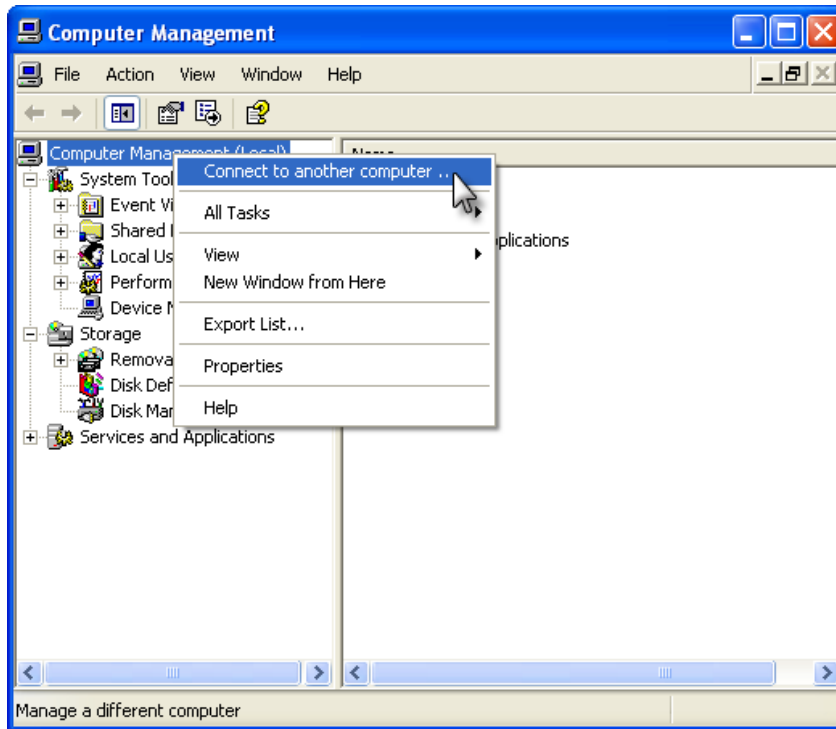 Computer Management
File Action View Window Help
Computer Management (Local)
Name
System Tool
Event Vi
Shared
Local Us
Perform
Device
Storage
Remova
Disk Def
Disk Mar
Services and Applications
Connect to another computer ...
All Tasks
View
New Window from Here
Export List...
Properties
Help
plications
Manage a different computer